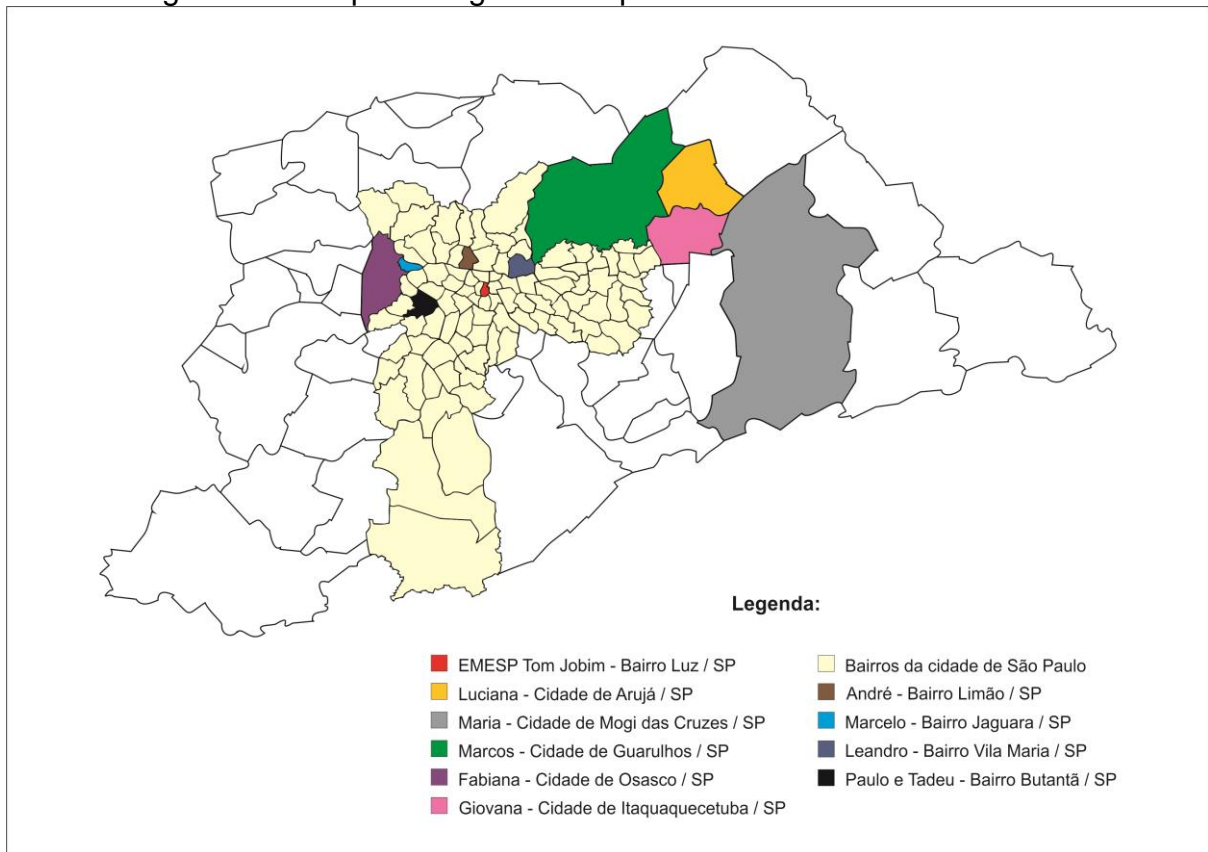 Legenda:
EMESP Tom Jobim - Bairro Luz / SP
Luciana - Cidade de Arujá / SP
Maria - Cidade de Mogi das Cruzes / SP
Marcos - Cidade de Guarulhos / SP
Fabiana - Cidade de Osasco / SP
Giovana - Cidade de Itaquaquecetuba / SP
Bairros da cidade de São Paulo
André - Bairro Limão / SP
Marcelo - Bairro Jaguara / SP
Leandro - Bairro Vila Maria / SP
Paulo e Tadeu - Bairro Butantã / SP